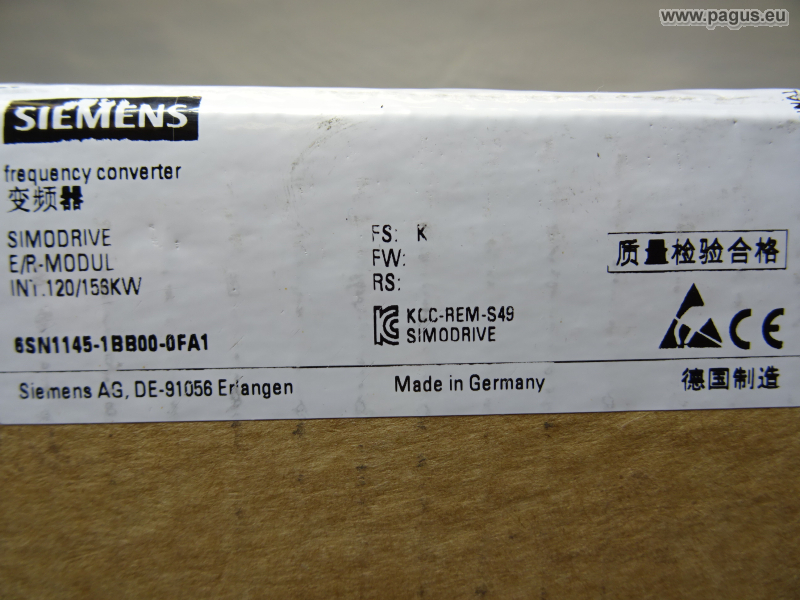 www.pagus.eu
SIEMENS
frequency converter
变频器
SIMODRIVE
E/R-MODUL
INT.120/156KW
6SN1145-1BB00-0FA1
FS: K
FW:
RS:
KCC-REM-S49
SIMODRIVE
质量检验合格
CE
Siemens AG, DE-91056 Erlangen
Made in Germany
德国制造